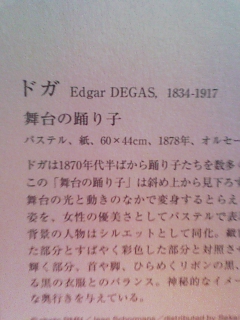 ドガ Edgar DEGAS, 1834-1917
舞台の踊り子
パステル、紙、60×44cm、1878年、オルセー
ドガは1870年代半ばから踊り子たちを数多く
この「舞台の踊り子」は斜め上から見下ろす
舞台の光と動きのなかで変身するとらえ
姿を、女性の優美さとしてパステルで表
背景の人物はシルエットとして同化。繊
た部分とすばやく彩色した部分と対照させ
輝く部分。首や脚、ひらめくリボンの黒、
る黒の衣服とのバランス。神秘的なイメー
な奥行きを与えている。